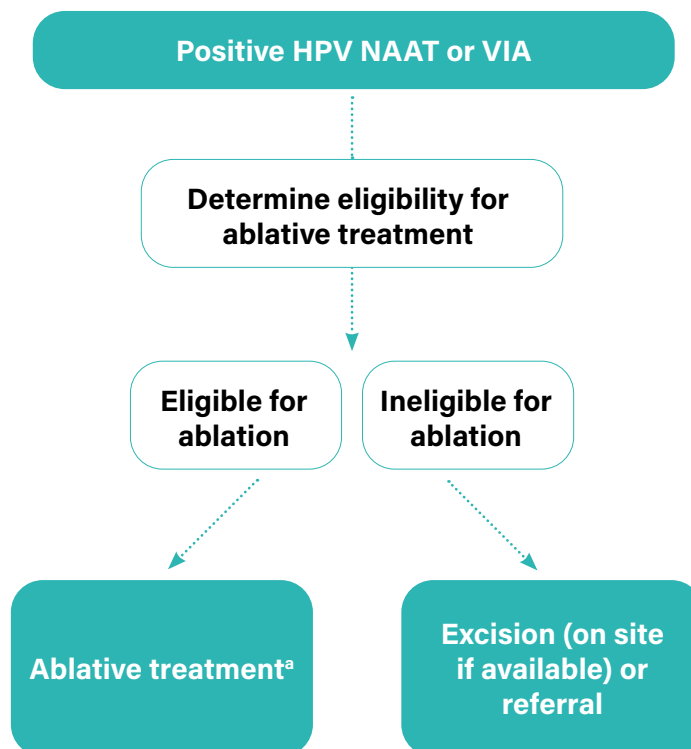 Positive HPV NAAT or VIA
Determine eligibility for
ablative treatment
Eligible for
ablation
Ineligible for
ablation
Ablative treatmentᵃ
Excision (on site
if available) or
referral